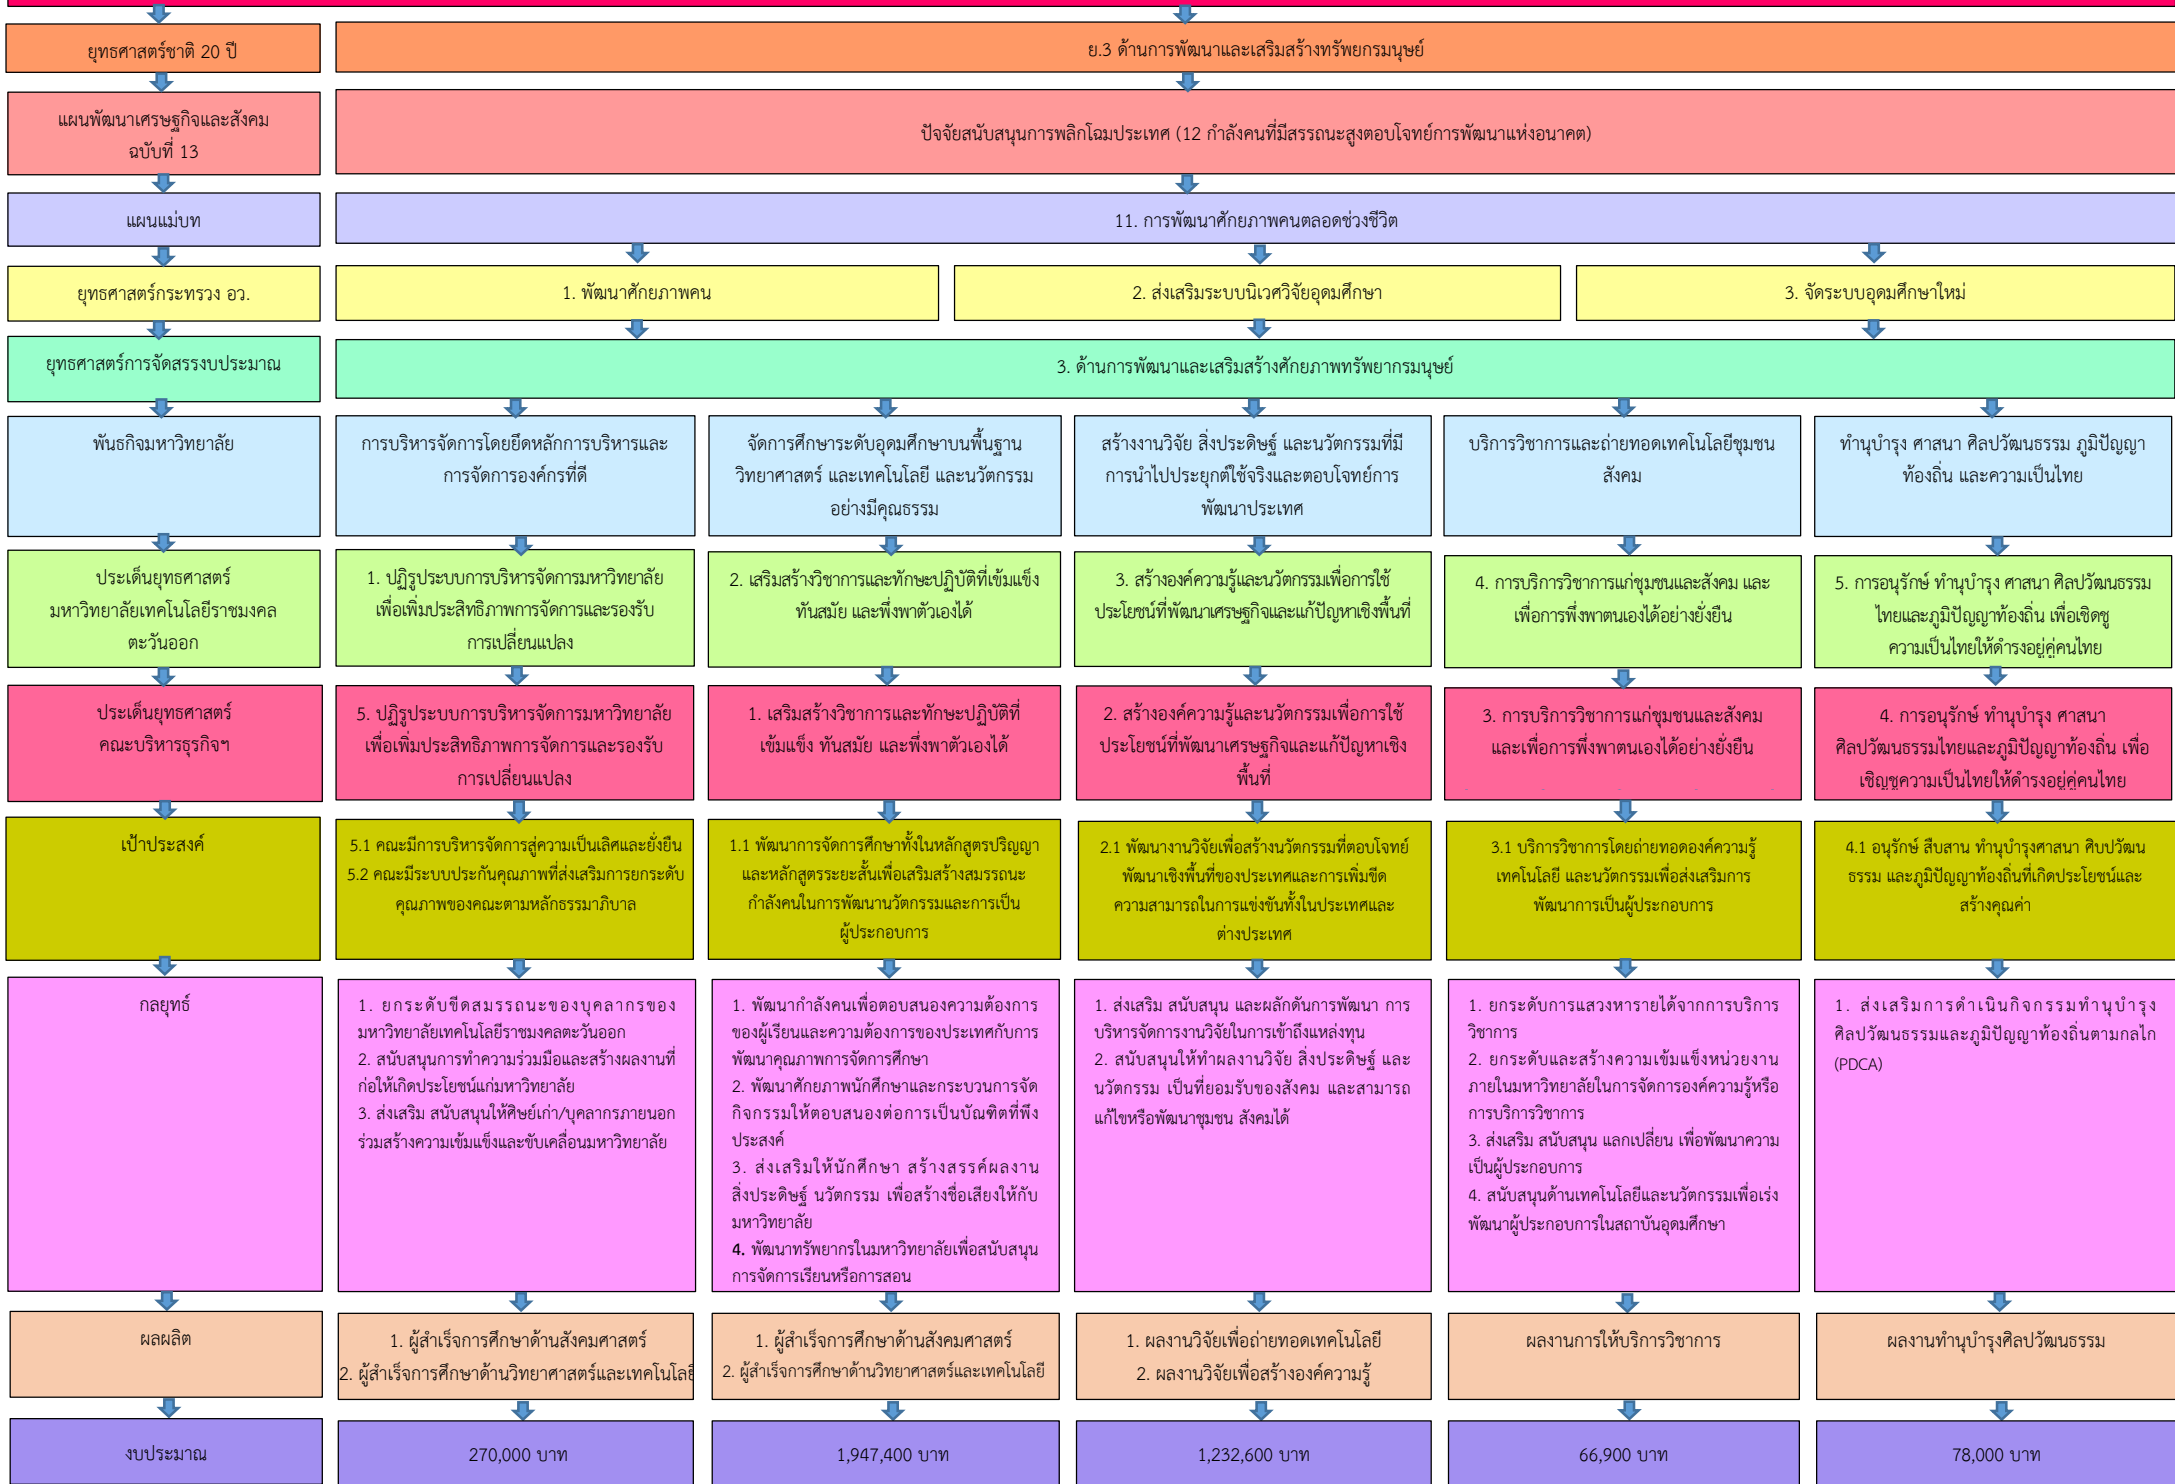 ยุทธศาสตร์ชาติ 20 ปี
ย.3 ด้านการพัฒนาและเสริมสร้างทรัพยกรมนุษย์
แผนพัฒนาเศรษฐกิจและสังคม
ฉบับที่ 13
ปัจจัยสนับสนุนการพลิกโฉมประเทศ (12 กำลังคนที่มีสรรถนะสูงตอบโจทย์การพัฒนาแห่งอนาคต)
แผนแม่บท
11. การพัฒนาศักยภาพคนตลอดช่วงชีวิต
ยุทธศาสตร์กระทรวง อว.
1. พัฒนาศักยภาพคน
2. ส่งเสริมระบบนิเวศวิจัยอุดมศึกษา
3. จัดระบบอุดมศึกษาใหม่
ยุทธศาสตร์การจัดสรรงบประมาณ
3. ด้านการพัฒนาและเสริมสร้างศักยภาพทรัพยากรมนุษย์
พันธกิจมหาวิทยาลัย
การบริหารจัดการโดยยึดหลักการบริหารและ
การจัดการองค์กรที่ดี
จัดการศึกษาระดับอุดมศึกษาบนพื้นฐาน
วิทยาศาสตร์ และเทคโนโลยี และนวัตกรรม
อย่างมีคุณธรรม
สร้างงานวิจัย สิ่งประดิษฐ์ และนวัตกรรมที่มี
การนำไปประยุกต์ใช้จริงและตอบโจทย์การ
พัฒนาประเทศ
บริการวิชาการและถ่ายทอดเทคโนโลยีชุมชน
สังคม
ทำนุบำรุง ศาสนา ศิลปวัฒนธรรม ภูมิปัญญา
ท้องถิ่น และความเป็นไทย
ประเด็นยุทธศาสตร์
มหาวิทยาลัยเทคโนโลยีราชมงคล
ตะวันออก
1. ปฏิรูประบบการบริหารจัดการมหาวิทยาลัย
เพื่อเพิ่มประสิทธิภาพการจัดการและรองรับ
การเปลี่ยนแปลง
2. เสริมสร้างวิชาการและทักษะปฏิบัติที่เข้มแข็ง
ทันสมัย และพึ่งพาตัวเองได้
3. สร้างองค์ความรู้และนวัตกรรมเพื่อการใช้
ประโยชน์ที่พัฒนาเศรษฐกิจและแก้ปัญหาเชิงพื้นที่
4. การบริการวิชาการแก่ชุมชนและสังคม และ
เพื่อการพึ่งพาตนเองได้อย่างยั่งยืน
5. การอนุรักษ์ ทำนุบำรุง ศาสนา ศิลปวัฒนธรรม
ไทยและภูมิปัญญาท้องถิ่น เพื่อเชิดชู
ความเป็นไทยให้ดำรงอยู่คู่คนไทย
ประเด็นยุทธศาสตร์
คณะบริหารธุรกิจฯ
5. ปฏิรูประบบการบริหารจัดการมหาวิทยาลัย
เพื่อเพิ่มประสิทธิภาพการจัดการและรองรับ
การเปลี่ยนแปลง
1. เสริมสร้างวิชาการและทักษะปฏิบัติที่
เข้มแข็ง ทันสมัย และพึ่งพาตัวเองได้
2. สร้างองค์ความรู้และนวัตกรรมเพื่อการใช้
ประโยชน์ที่พัฒนาเศรษฐกิจและแก้ปัญหาเชิง
พื้นที่
3. การบริการวิชาการแก่ชุมชนและสังคม
และเพื่อการพึ่งพาตนเองได้อย่างยั่งยืน
4. การอนุรักษ์ ทำนุบำรุง ศาสนา
ศิลปวัฒนธรรมไทยและภูมิปัญญาท้องถิ่น เพื่อ
เชิญชูความเป็นไทยให้ดำรงอยู่คู่คนไทย
เป้าประสงค์
5.1 คณะมีการบริหารจัดการสู่ความเป็นเลิศและยั่งยืน
5.2 คณะมีระบบประกันคุณภาพที่ส่งเสริมการยกระดับ
คุณภาพของคณะตามหลักธรรมาภิบาล
1.1 พัฒนาการจัดการศึกษาทั้งในหลักสูตรปริญญา
และหลักสูตรระยะสั้นเพื่อเสริมสร้างสมรรถนะ
กำลังคนในการพัฒนานวัตกรรมและการเป็น
ผู้ประกอบการ
2.1 พัฒนางานวิจัยเพื่อสร้างนวัตกรรมที่ตอบโจทย์
พัฒนาเชิงพื้นที่ของประเทศและการเพิ่มขีด
ความสามารถในการแข่งขันทั้งในประเทศและ
ต่างประเทศ
3.1 บริการวิชาการโดยถ่ายทอดองค์ความรู้
เทคโนโลยี และนวัตกรรมเพื่อส่งเสริมการ
พัฒนาการเป็นผู้ประกอบการ
4.1 อนุรักษ์ สืบสาน ทำนุบำรุงศาสนา ศิบปวัฒน
ธรรม และภูมิปัญญาท้องถิ่นที่เกิดประโยชน์และ
สร้างคุณค่า
กลยุทธ์
1. ยกระดับขีดสมรรถนะของบุคลากรของ
มหาวิทยาลัยเทคโนโลยีราชมงคลตะวันออก
2. สนับสนุนการทำความร่วมมือและสร้างผลงานที่
ก่อให้เกิดประโยชน์แก่มหาวิทยาลัย
3. ส่งเสริม สนับสนุนให้ศิษย์เก่า/บุคลากรภายนอก
ร่วมสร้างความเข้มแข็งและขับเคลื่อนมหาวิทยาลัย
1. พัฒนากำลังคนเพื่อตอบสนองความต้องการ
ของผู้เรียนและความต้องการของประเทศกับการ
พัฒนาคุณภาพการจัดการศึกษา
2. พัฒนาศักยภาพนักศึกษาและกระบวนการจัด
กิจกรรมให้ตอบสนองต่อการเป็นบัณฑิตที่พึง
ประสงค์
3. ส่งเสริมให้นักศึกษา สร้างสรรค์ผลงาน
สิ่งประดิษฐ์ นวัตกรรม เพื่อสร้างชื่อเสียงให้กับ
มหาวิทยาลัย
4. พัฒนาทรัพยากรในมหาวิทยาลัยเพื่อสนับสนุน
การจัดการเรียนหรือการสอน
1. ส่งเสริม สนับสนุน และผลักดันการพัฒนา การ
บริหารจัดการงานวิจัยในการเข้าถึงแหล่งทุน
2. สนับสนุนให้ทำผลงานวิจัย สิ่งประดิษฐ์ และ
นวัตกรรม เป็นที่ยอมรับของสังคม และสามารถ
แก้ไขหรือพัฒนาชุมชน สังคมได้
1. ยกระดับการแสวงหารายได้จากการบริการ
วิชาการ
2. ยกระดับและสร้างความเข้มแข็งหน่วยงาน
ภายในมหาวิทยาลัยในการจัดการองค์ความรู้หรือ
การบริการวิชาการ
3. ส่งเสริม สนับสนุน แลกเปลี่ยน เพื่อพัฒนาความ
เป็นผู้ประกอบการ
4. สนับสนุนด้านเทคโนโลยีและนวัตกรรมเพื่อเร่ง
พัฒนาผู้ประกอบการในสถาบันอุดมศึกษา
1. ส่งเสริมการดำเนินกิจกรรมทำนุบำรุง
ศิลปวัฒนธรรมและภูมิปัญญาท้องถิ่นตามกลไก
(PDCA)
ผลผลิต
1. ผู้สำเร็จการศึกษาด้านสังคมศาสตร์
2. ผู้สำเร็จการศึกษาด้านวิทยาศาสตร์และเทคโนโลยี
1. ผู้สำเร็จการศึกษาด้านสังคมศาสตร์
2. ผู้สำเร็จการศึกษาด้านวิทยาศาสตร์และเทคโนโลยี
1. ผลงานวิจัยเพื่อถ่ายทอดเทคโนโลยี
2. ผลงานวิจัยเพื่อสร้างองค์ความรู้
ผลงานการให้บริการวิชาการ
ผลงานทำนุบำรุงศิลปวัฒนธรรม
งบประมาณ
270,000 บาท
1,947,400 บาท
1,232,600 บาท
66,900 บาท
78,000 บาท